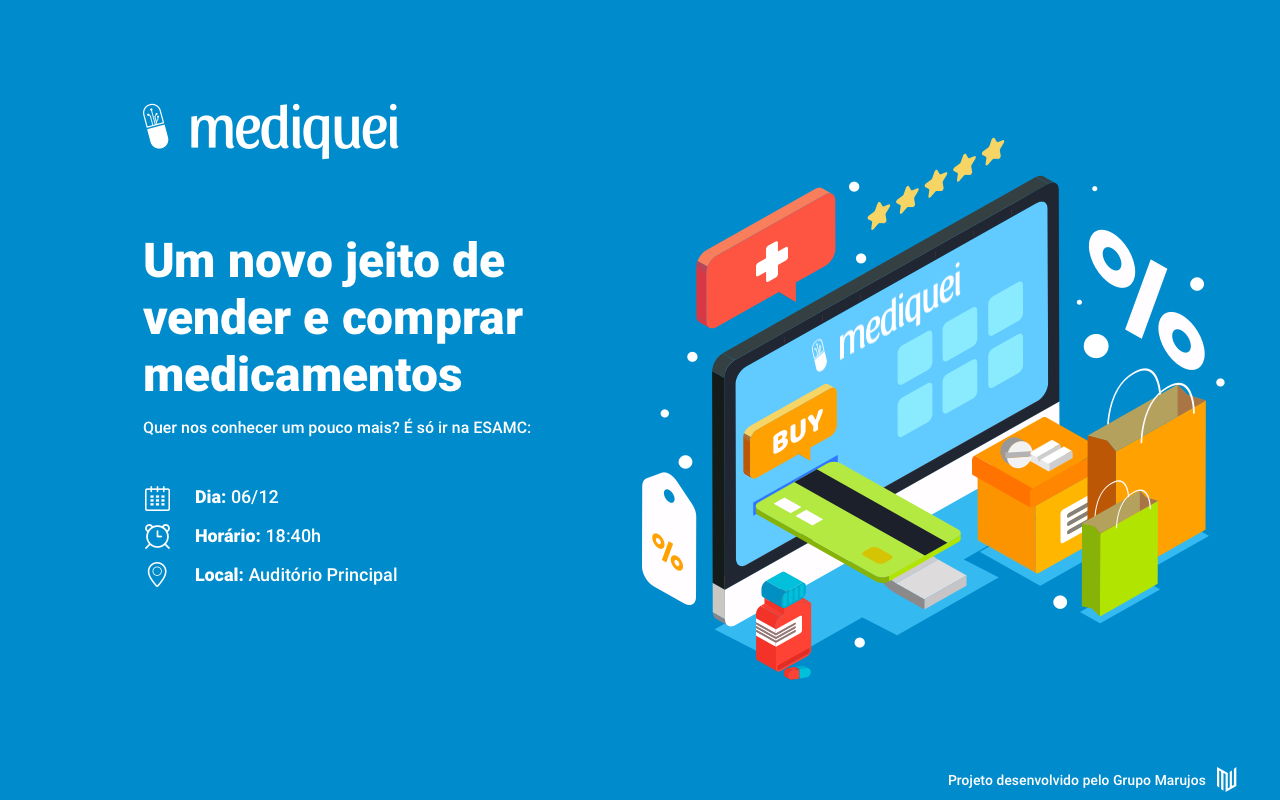 mediquei
Um novo jeito de
vender e comprar
medicamentos
Quer nos conhecer um pouco mais? É só ir na ESAMC:
Dia: 06/12
Horário: 18:40h
Local: Auditório Principal
%
mediquei
BUY
%
Projeto desenvolvido pelo Grupo Marujos